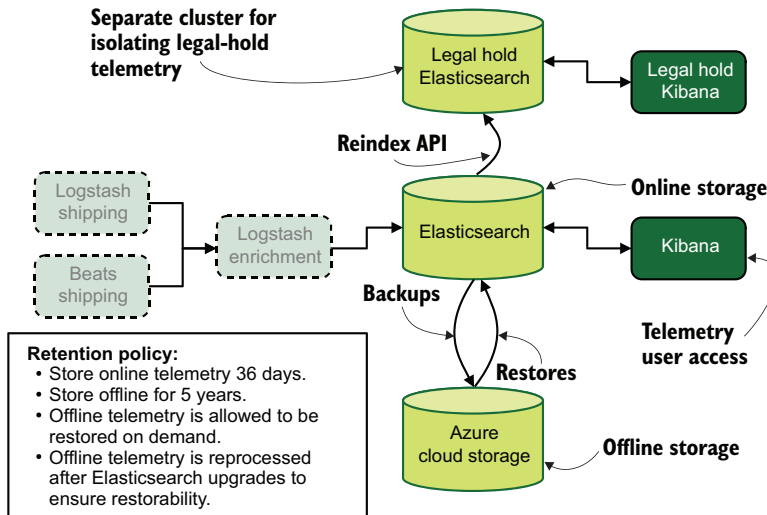 Separate cluster for
isolating legal-hold
telemetry
Legal hold
Elasticsearch
Legal hold
Kibana
Reindex API
Online storage
Logstash
shipping
Logstash
enrichment
Elasticsearch
Kibana
Beats
shipping
Backups
Telemetry
user access
Restores
Retention policy:
• Store online telemetry 36 days.
• Store offline for 5 years.
• Offline telemetry is allowed to be
restored on demand.
• Offline telemetry is reprocessed
after Elasticsearch upgrades to
ensure restorability.
Azure
cloud storage
Offline storage